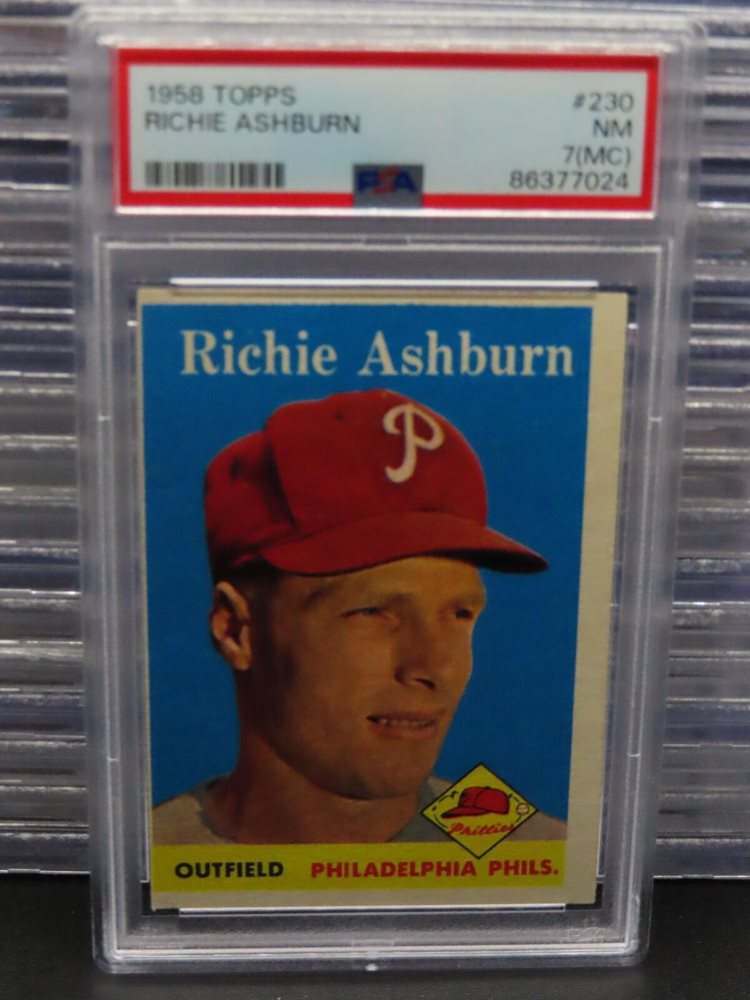 1958 TOPPS
#230
RICHIE ASHBURN
NM
7(MC)
PSA
86377024
Richie Ashburn
P
Phillies
OUTFIELD PHILADELPHIA PHILS.